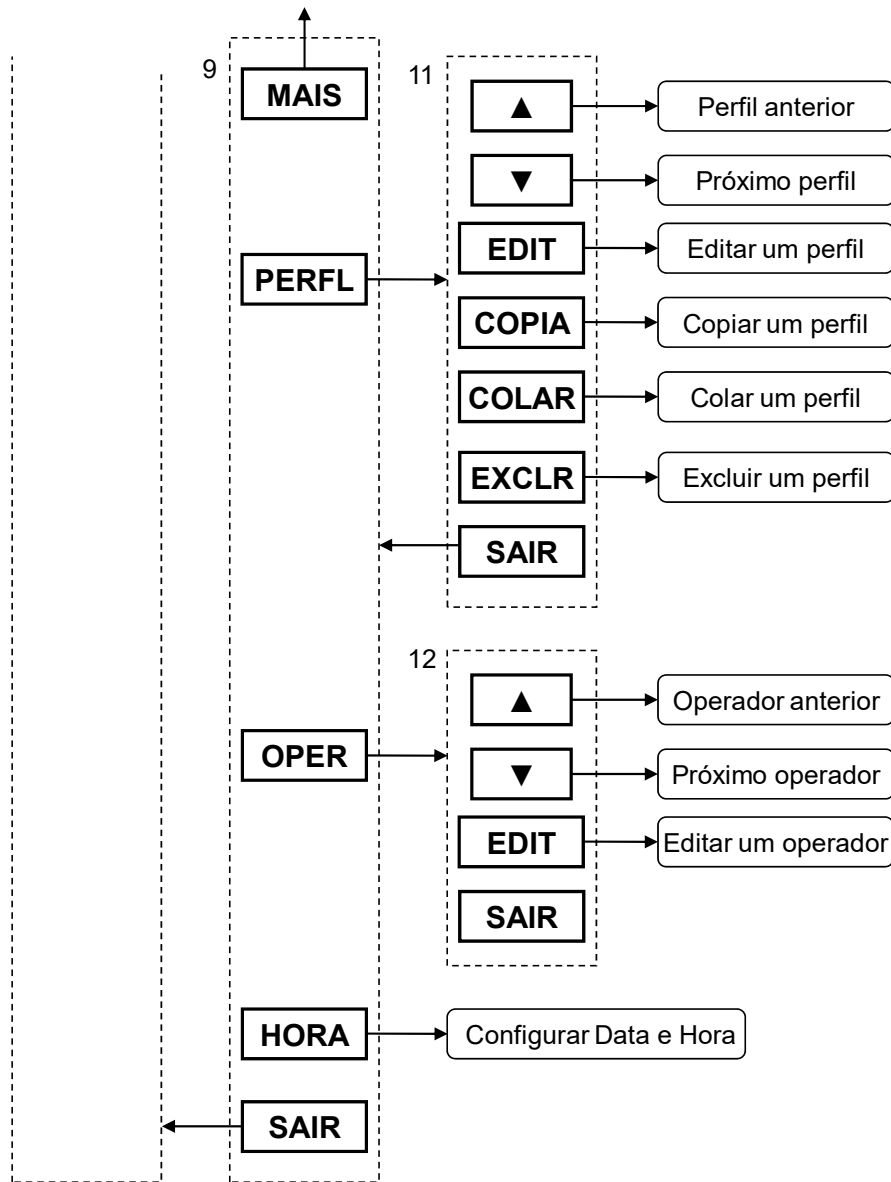 9
MAIS
11
▲
Perfil anterior
▼
Próximo perfil
EDIT
Editar um perfil
PERFL
COPIA
Copiar um perfil
COLAR
Colar um perfil
EXCLR
Excluir um perfil
SAIR
12
▲
Operador anterior
OPER
▼
Próximo operador
EDIT
Editar um operador
SAIR
HORA
Configurar Data e Hora
SAIR